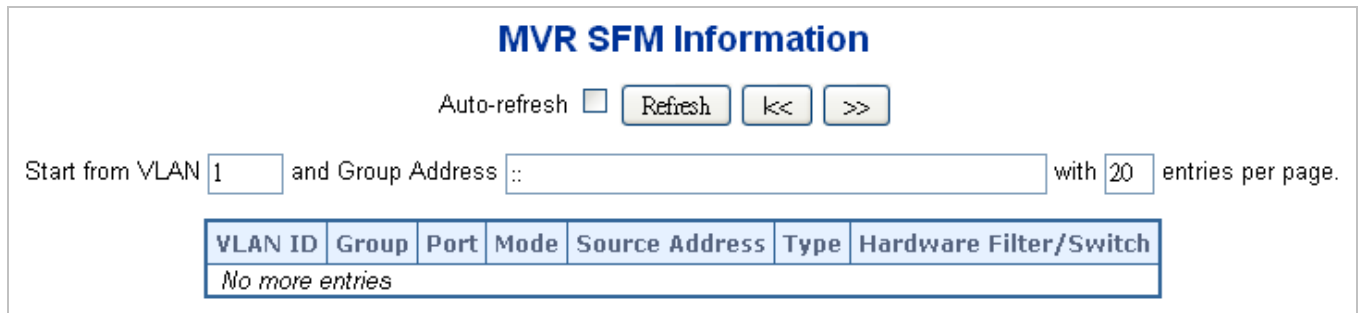 MVR SFM Information
Auto-refresh Refresh |<< >>
Start from VLAN 1 and Group Address :: with 20 entries per page.
VLAN ID Group Port Mode Source Address Type Hardware Filter/Switch
No more entries